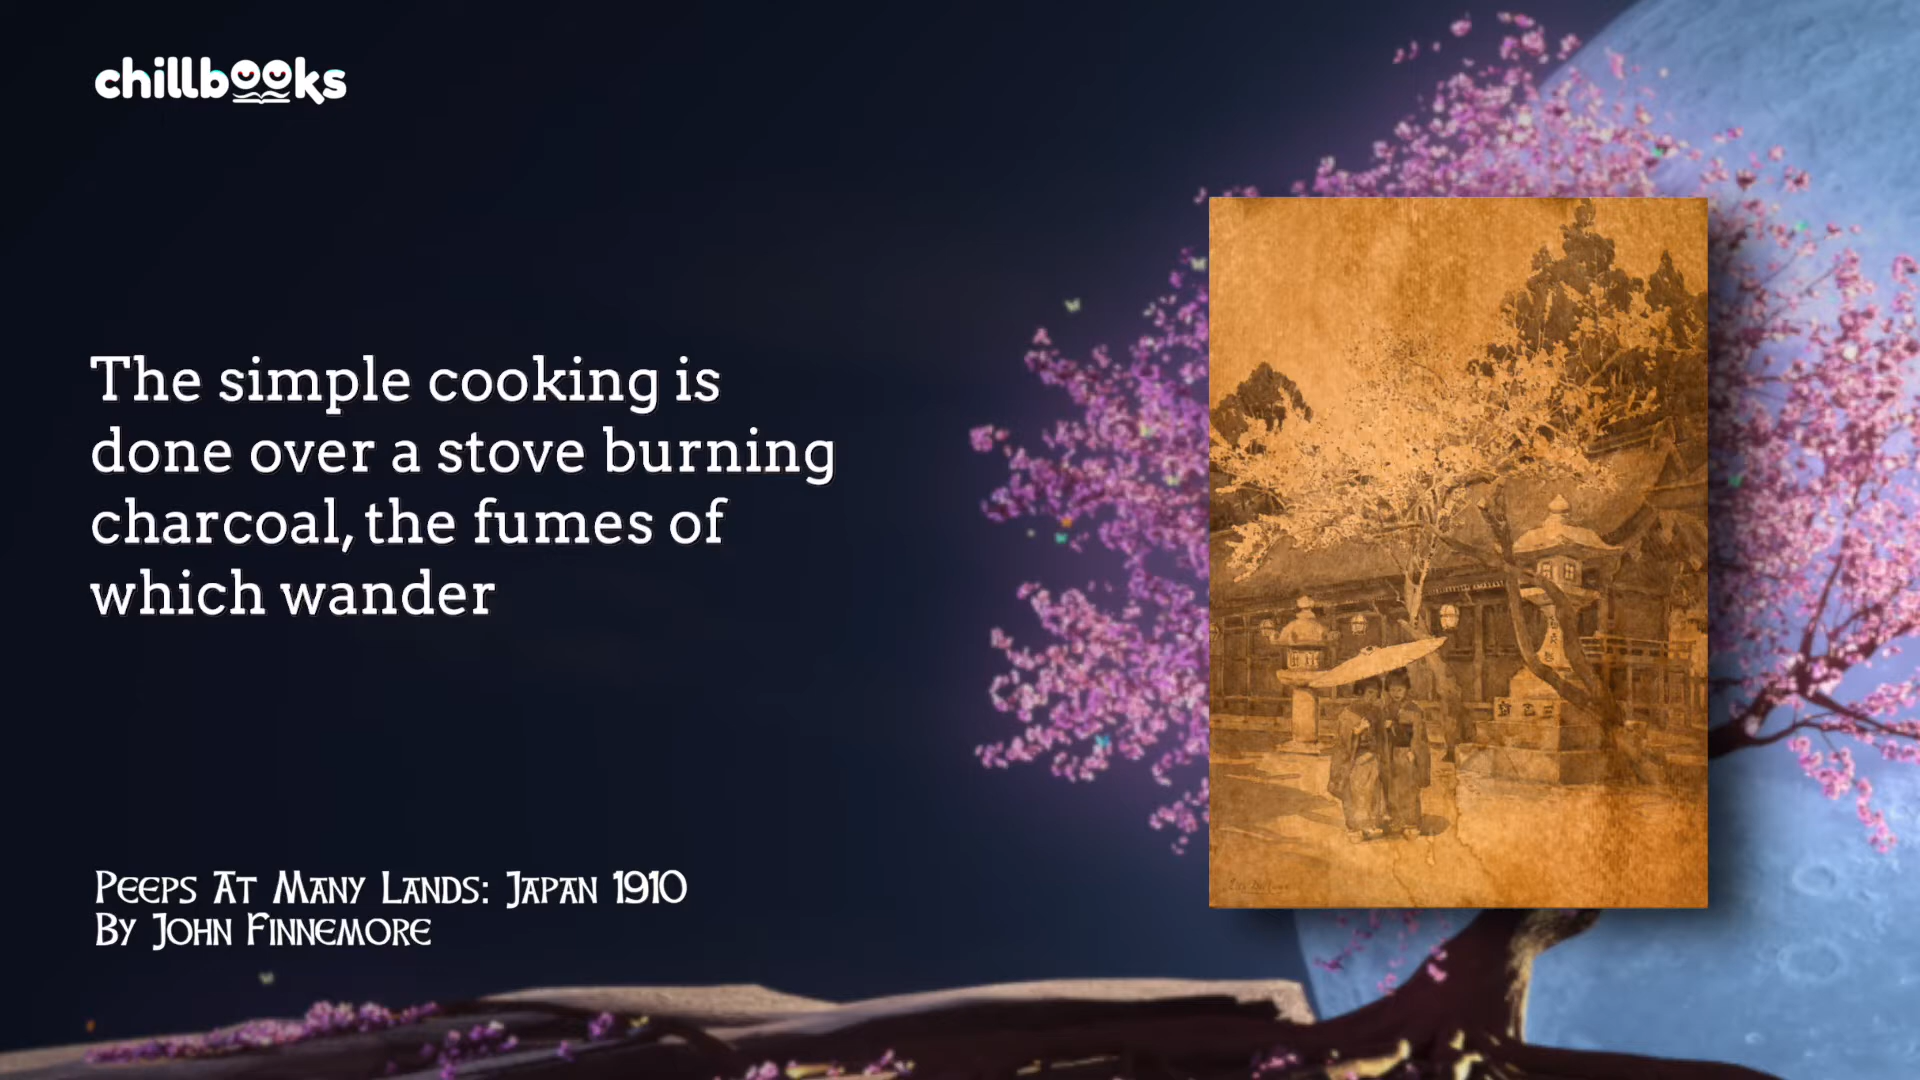 chillbooks
The simple cooking is
done over a stove burning
charcoal, the fumes of
which wander
Peeps At Many Lands: Japan 1910
By John Finnemore